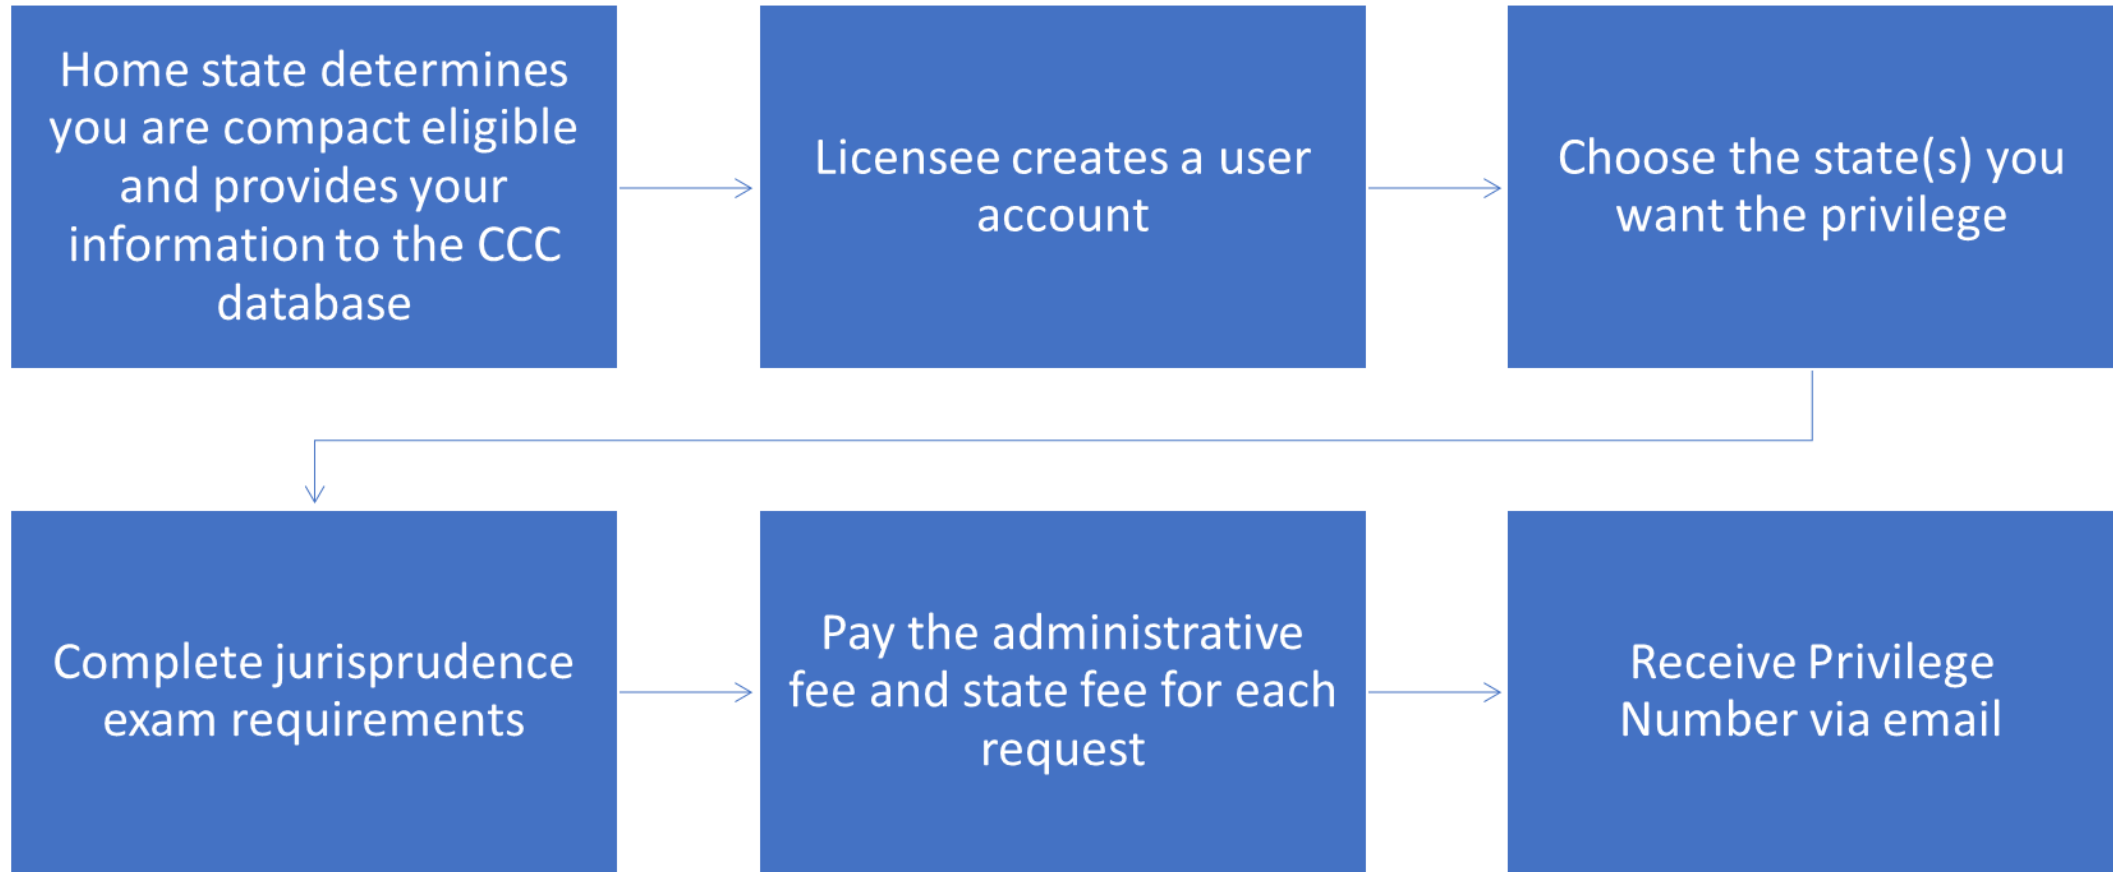 Home state determines
you are compact eligible
and provides your
information to the CCC
database
Licensee creates a user
account
Choose the state(s) you
want the privilege
Complete jurisprudence
exam requirements
Pay the administrative
fee and state fee for each
request
Receive Privilege
Number via email